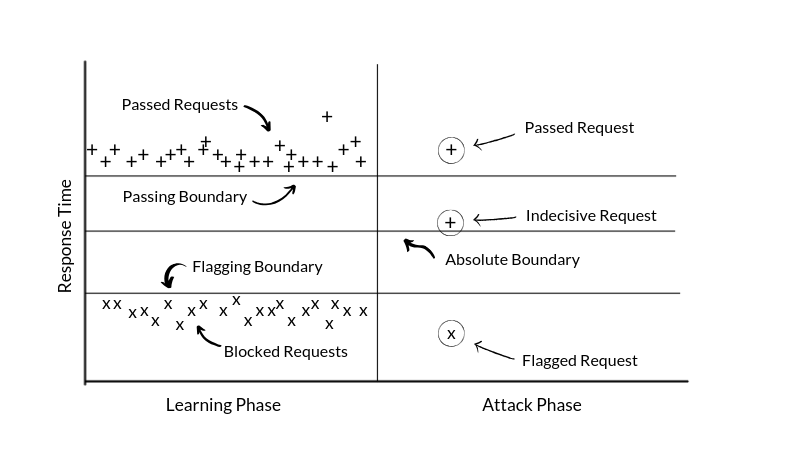 Passed Requests
Passed Request
Passing Boundary
Indecisive Request
Absolute Boundary
Flagging Boundary
Blocked Requests
Flagged Request
Response Time
Learning Phase
Attack Phase